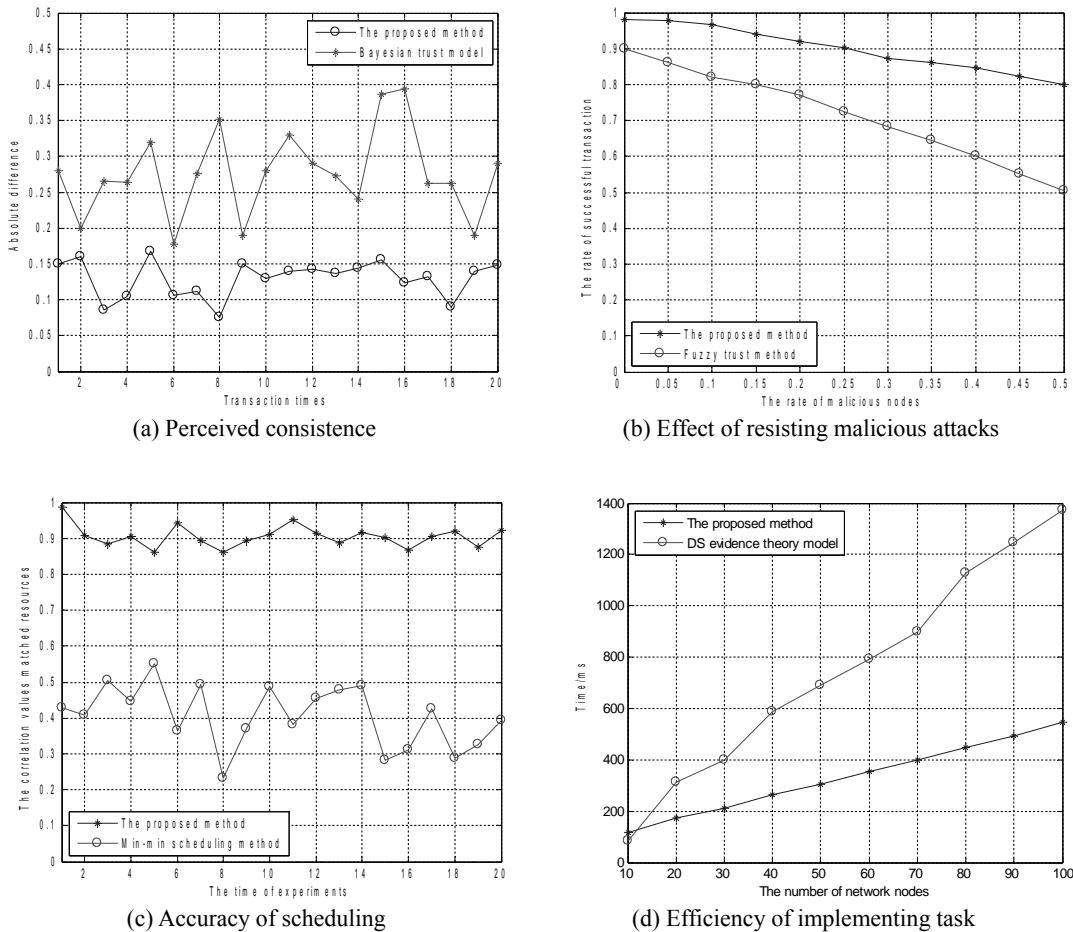 0.5
0.45
0.4
0.35
0.3
0.25
0.2
0.15
0.1
0.05
0
Absolute difference
The proposed method
Bayesian trust model
2 4 6 8 10 12 14 16 18 20
Transaction times
(a) Perceived consistence
1
0.9
0.8
0.7
0.6
0.5
0.4
0.3
0.2
0.1
0
The rate of successful transaction
The proposed method
Fuzzy trust method
0 0.05 0.1 0.15 0.2 0.25 0.3 0.35 0.4 0.45 0.5
The rate of malicious nodes
(b) Effect of resisting malicious attacks
1
0.9
0.8
0.7
0.6
0.5
0.4
0.3
0.2
0.1
0
The correlation values matched resources
The proposed method
Min-min scheduling method
2 4 6 8 10 12 14 16 18 20
The time of experiments
(c) Accuracy of scheduling
1400
1200
1000
800
600
400
200
0
Time/ms
The proposed method
DS evidence theory model
10 20 30 40 50 60 70 80 90 100
The number of network nodes
(d) Efficiency of implementing task